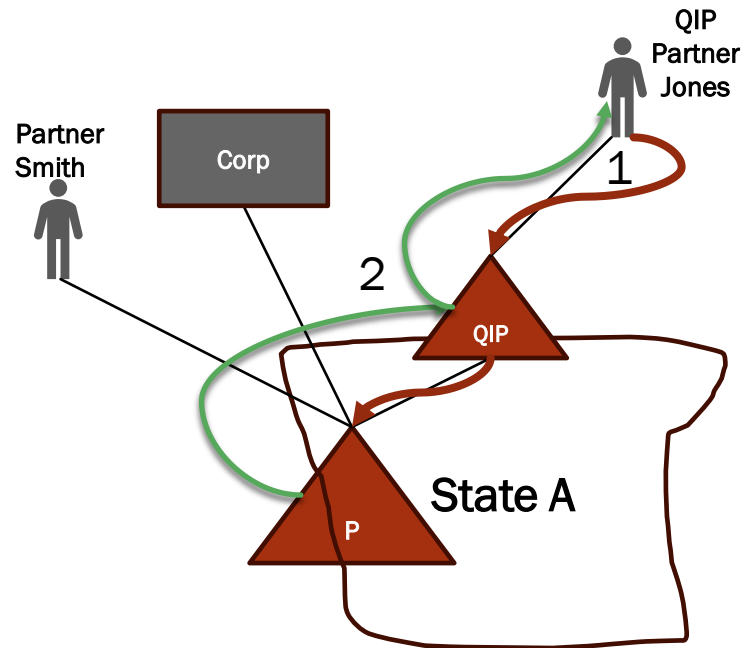 QIP
Partner
Jones
Partner
Smith
Corp
1
2
QIP
State A
P